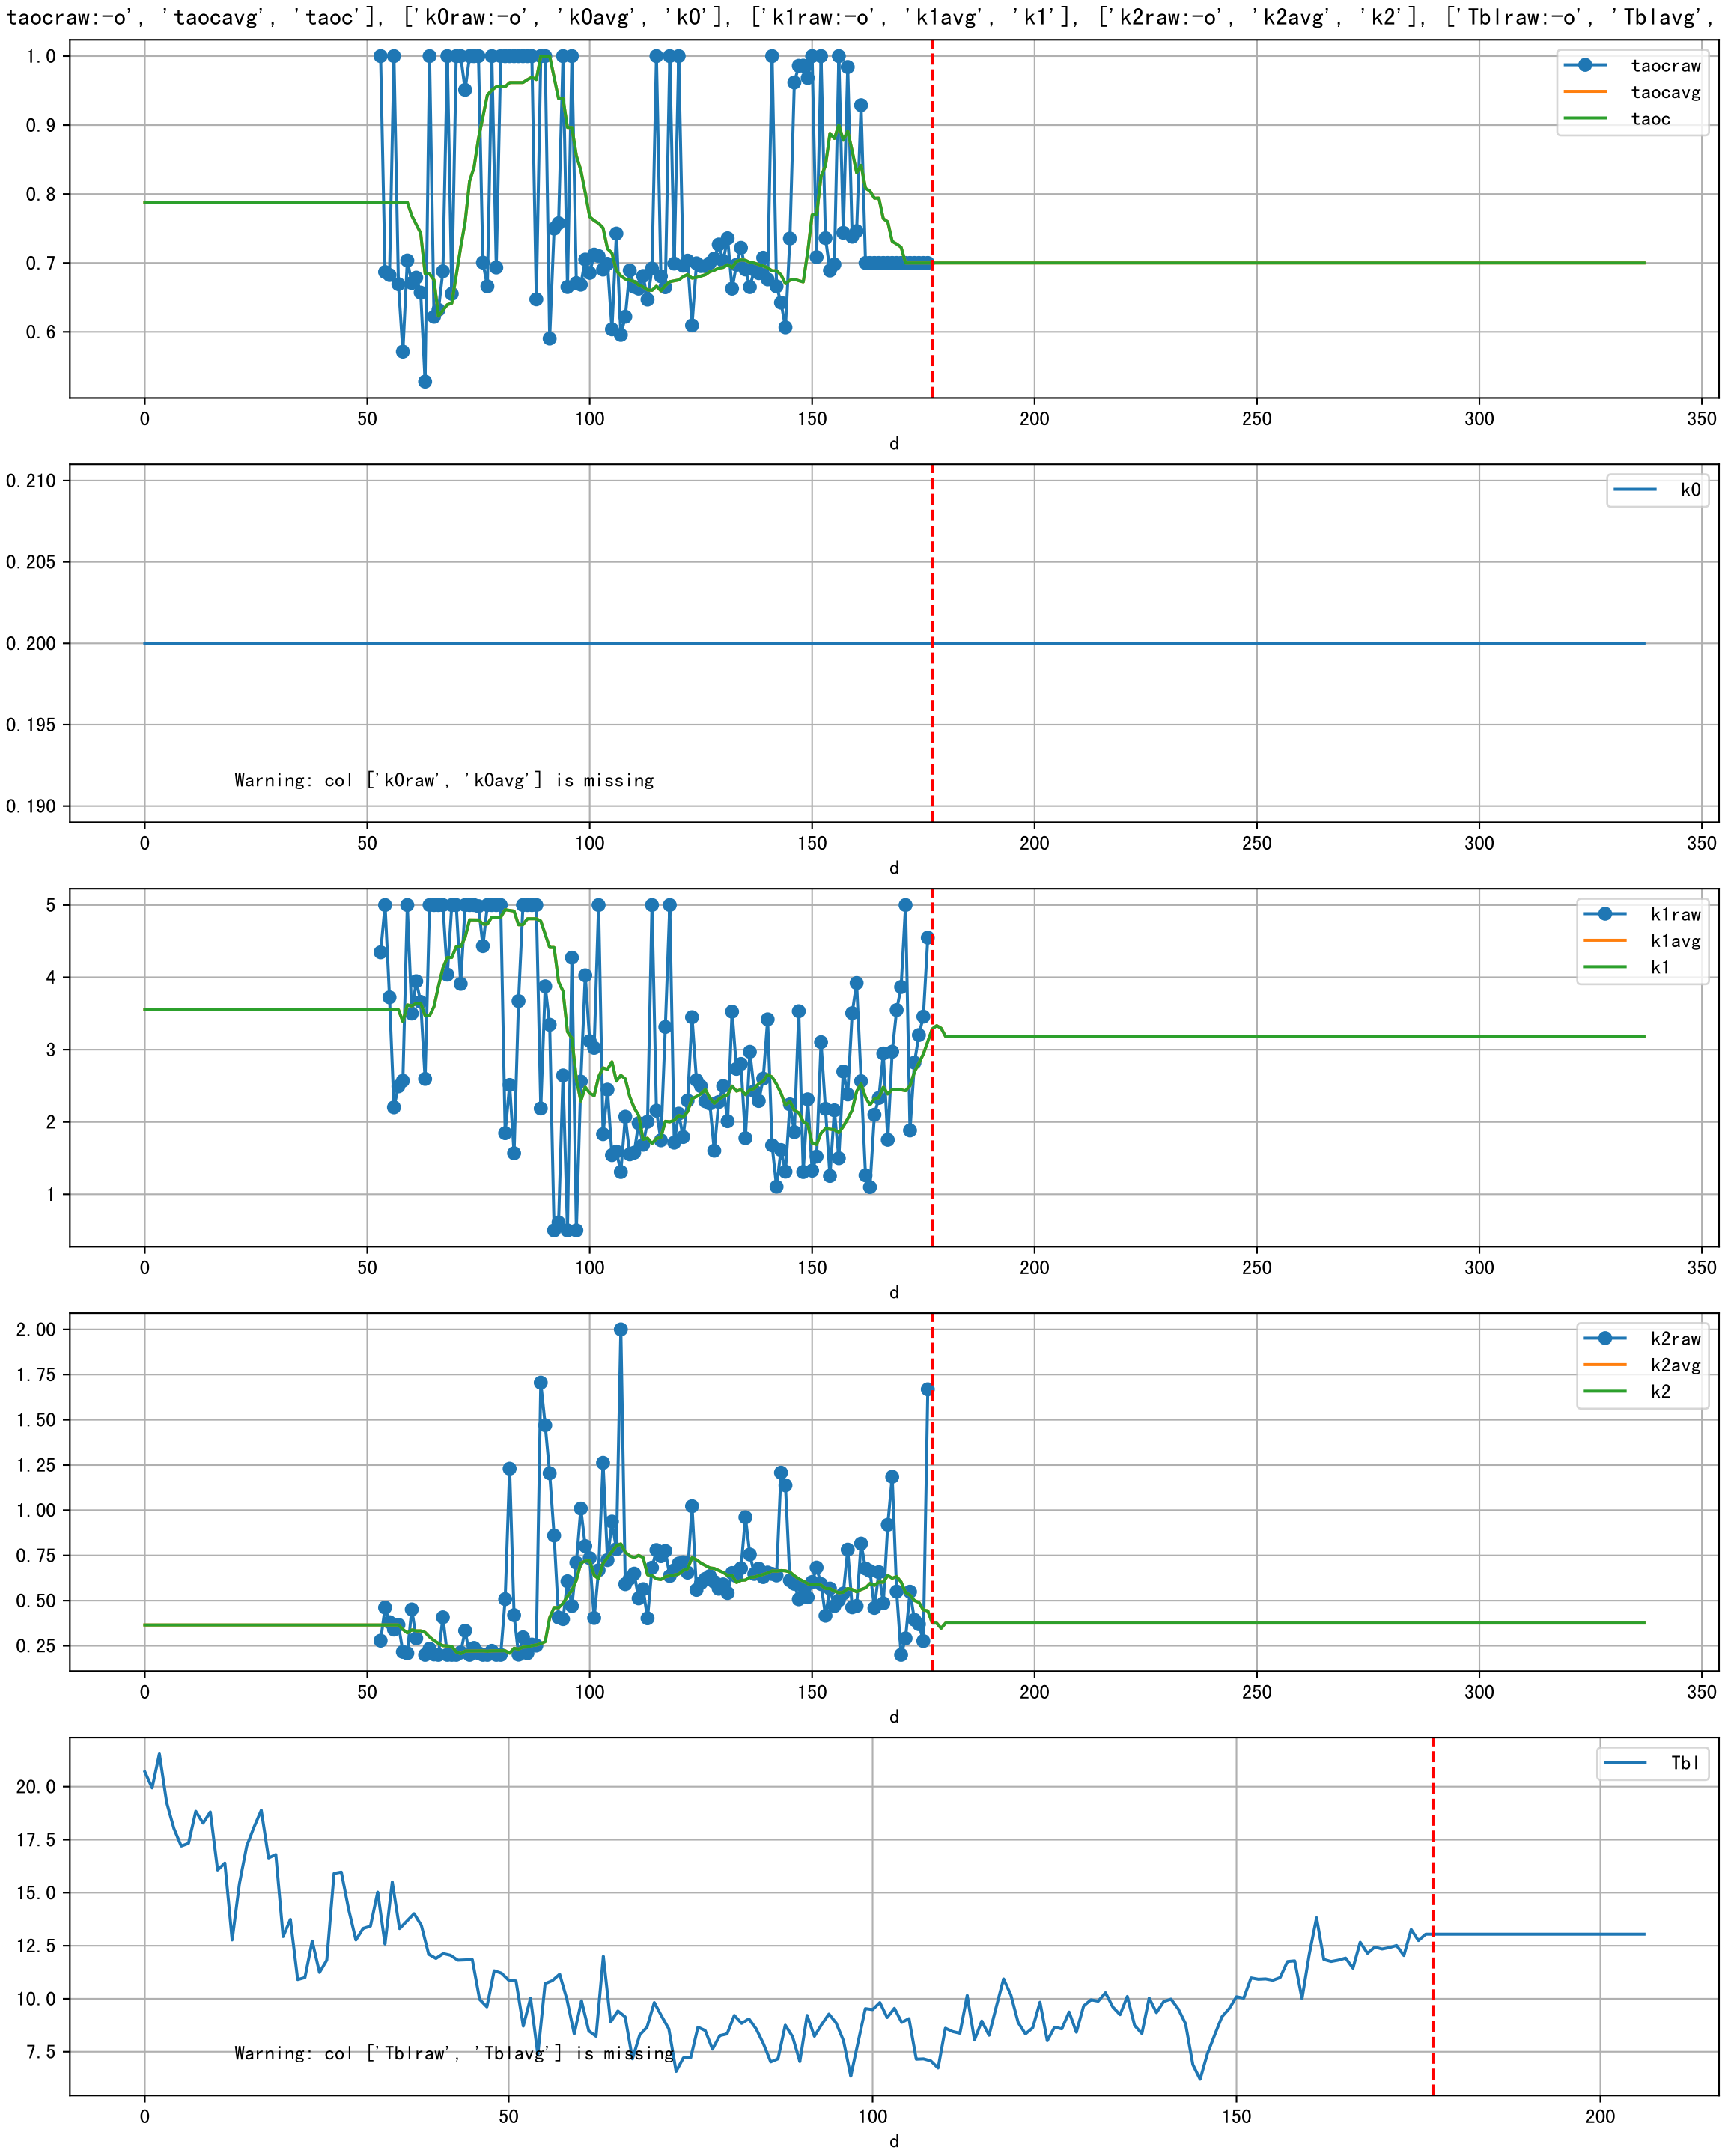 taocraw:-o', 'taocavg', 'taoc'], ['k0raw:-o', 'k0avg', 'k0'], ['k1raw:-o', 'k1avg', 'k1'], ['k2raw:-o', 'k2avg', 'k2'], ['Tblraw:-o', 'Tblavg',
1.0
0.9
0.8
0.7
0.6
taocraw
taocavg
taoc
0 50 100 150 200 250 300 350
d
0.210
0.205
0.200
0.195
0.190
k0
Warning: col ['k0raw', 'k0avg'] is missing
0 50 100 150 200 250 300 350
d
5
4
3
2
1
k1raw
k1avg
k1
0 50 100 150 200 250 300 350
d
2.00
1.75
1.50
1.25
1.00
0.75
0.50
0.25
k2raw
k2avg
k2
0 50 100 150 200 250 300 350
d
20.0
17.5
15.0
12.5
10.0
7.5
Tbl
Warning: col ['Tblraw', 'Tblavg'] is missing
0 50 100 150 200
d